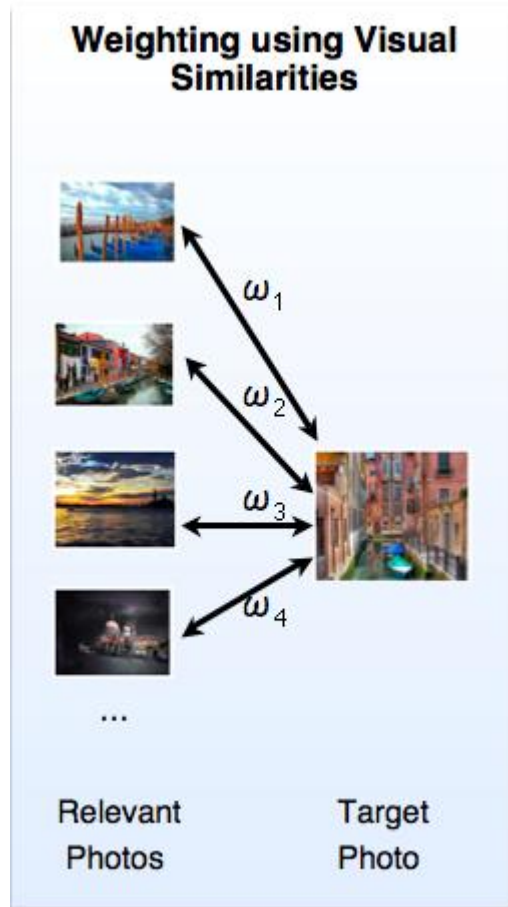 Weighting using Visual
Similarities
ω1
ω2
ω3
ω4
...
Relevant
Photos
Target
Photo